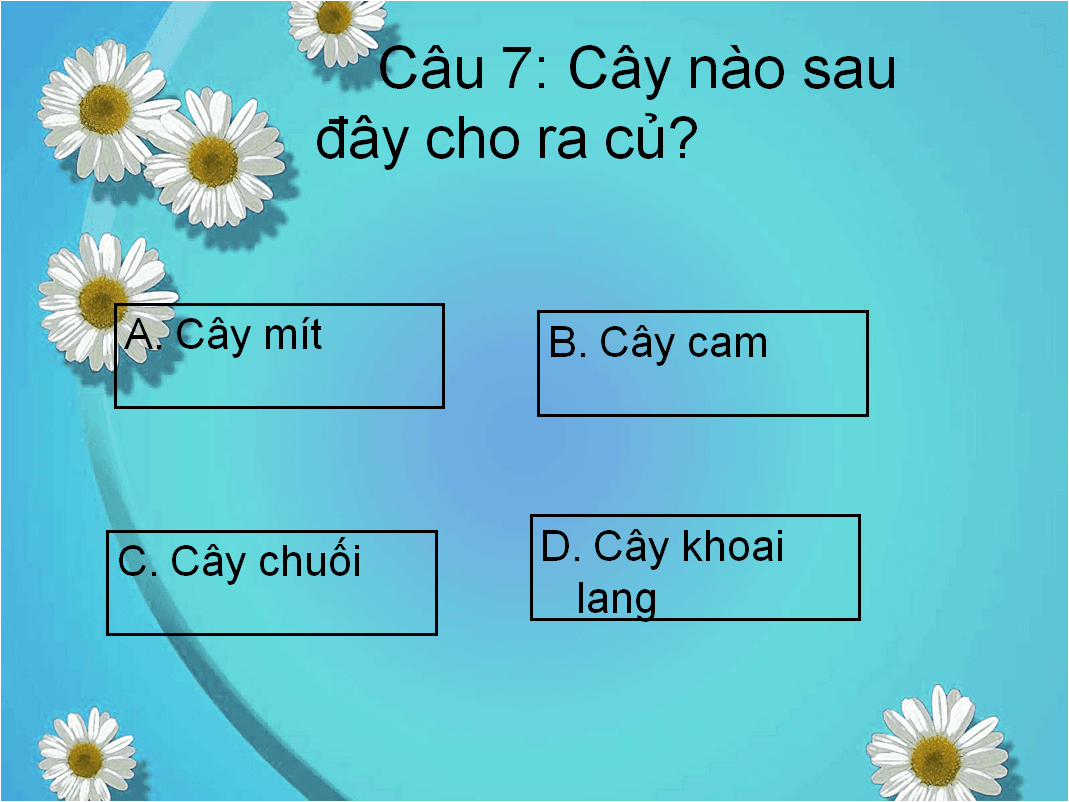 Câu 7: Cây nào sau
đây cho ra củ?
A. Cây mít
B. Cây cam
C. Cây chuối
D. Cây khoai
lang